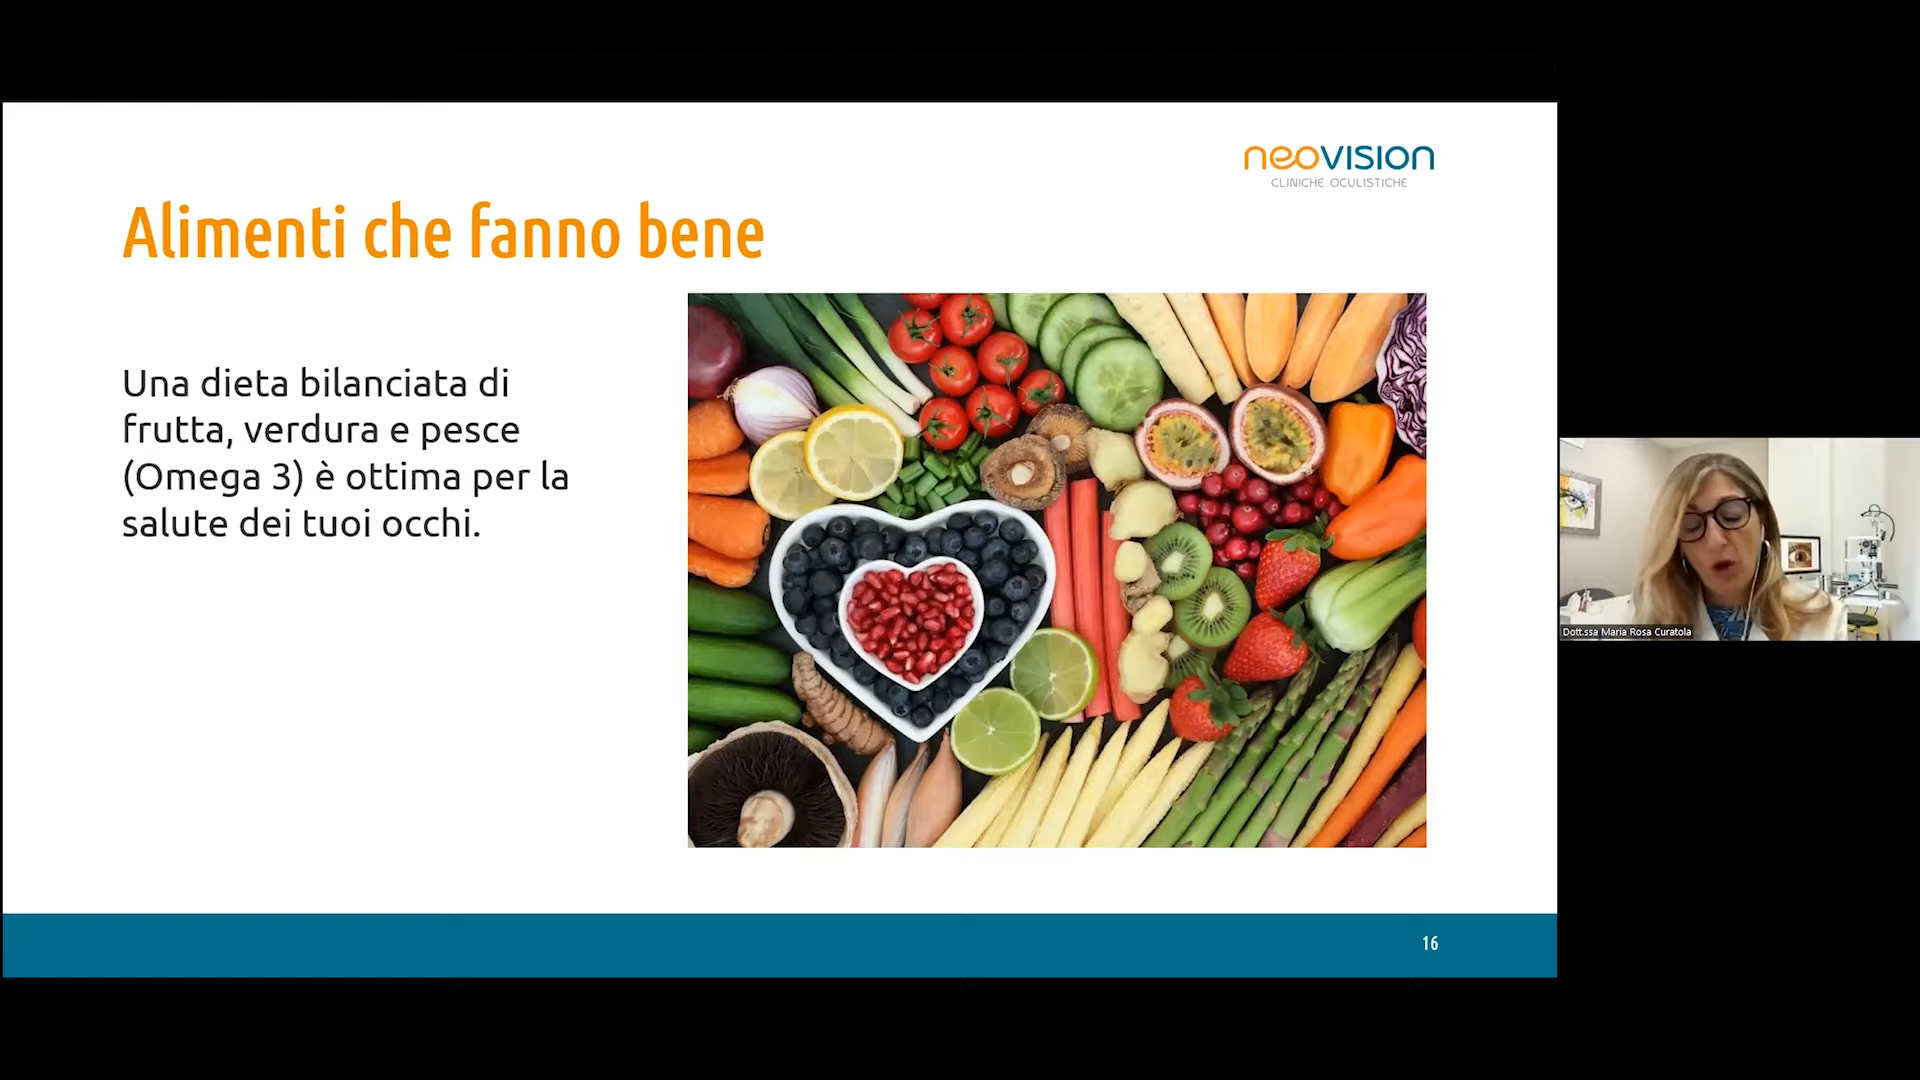 neovision
CLINICHE OCULISTICHE
Alimenti che fanno bene
Una dieta bilanciata di
frutta, verdura e pesce
(Omega 3) è ottima per la
salute dei tuoi occhi.
Dott.ssa Maria Rosa Curatola
16